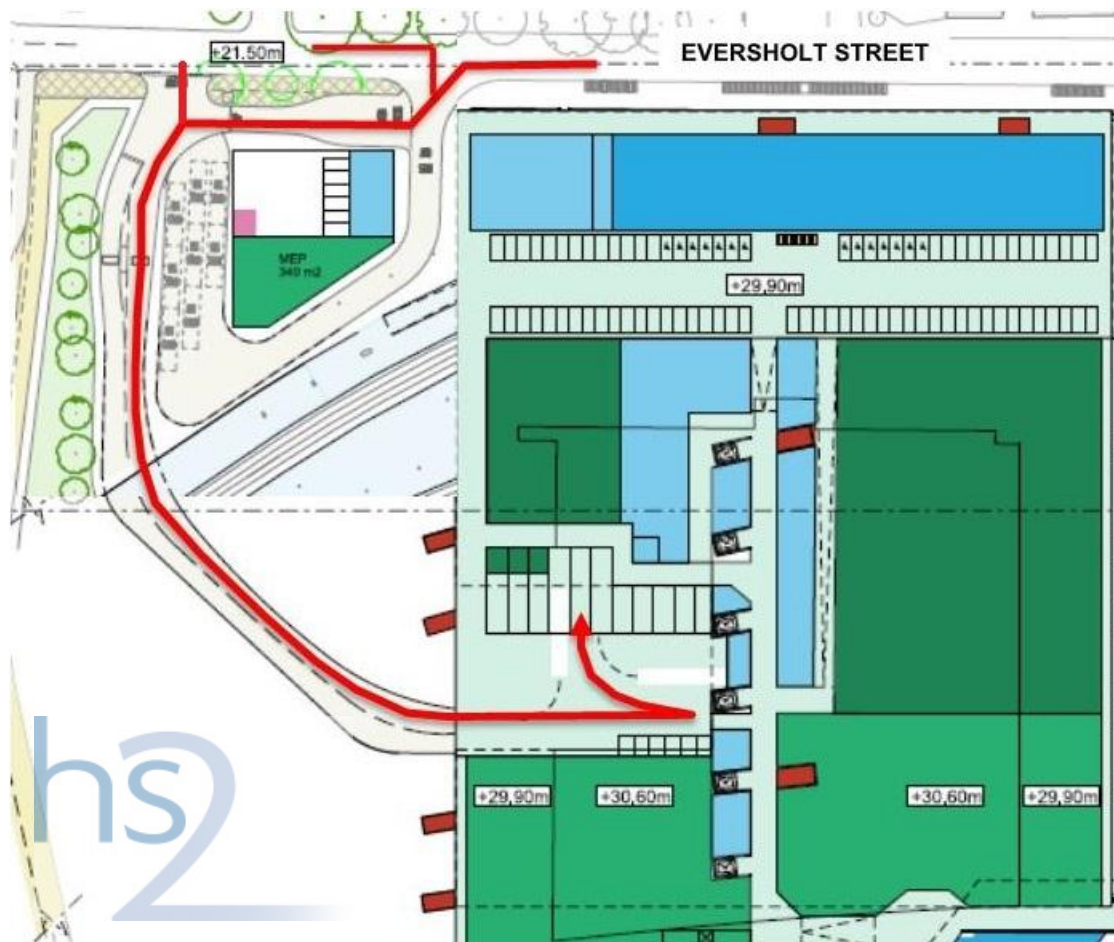 +21.50m
EVERSHOLT STREET
MEP
340 m2
+29,90m
+29,90m
+30,60m
+30,60m
+29,90m
hs2